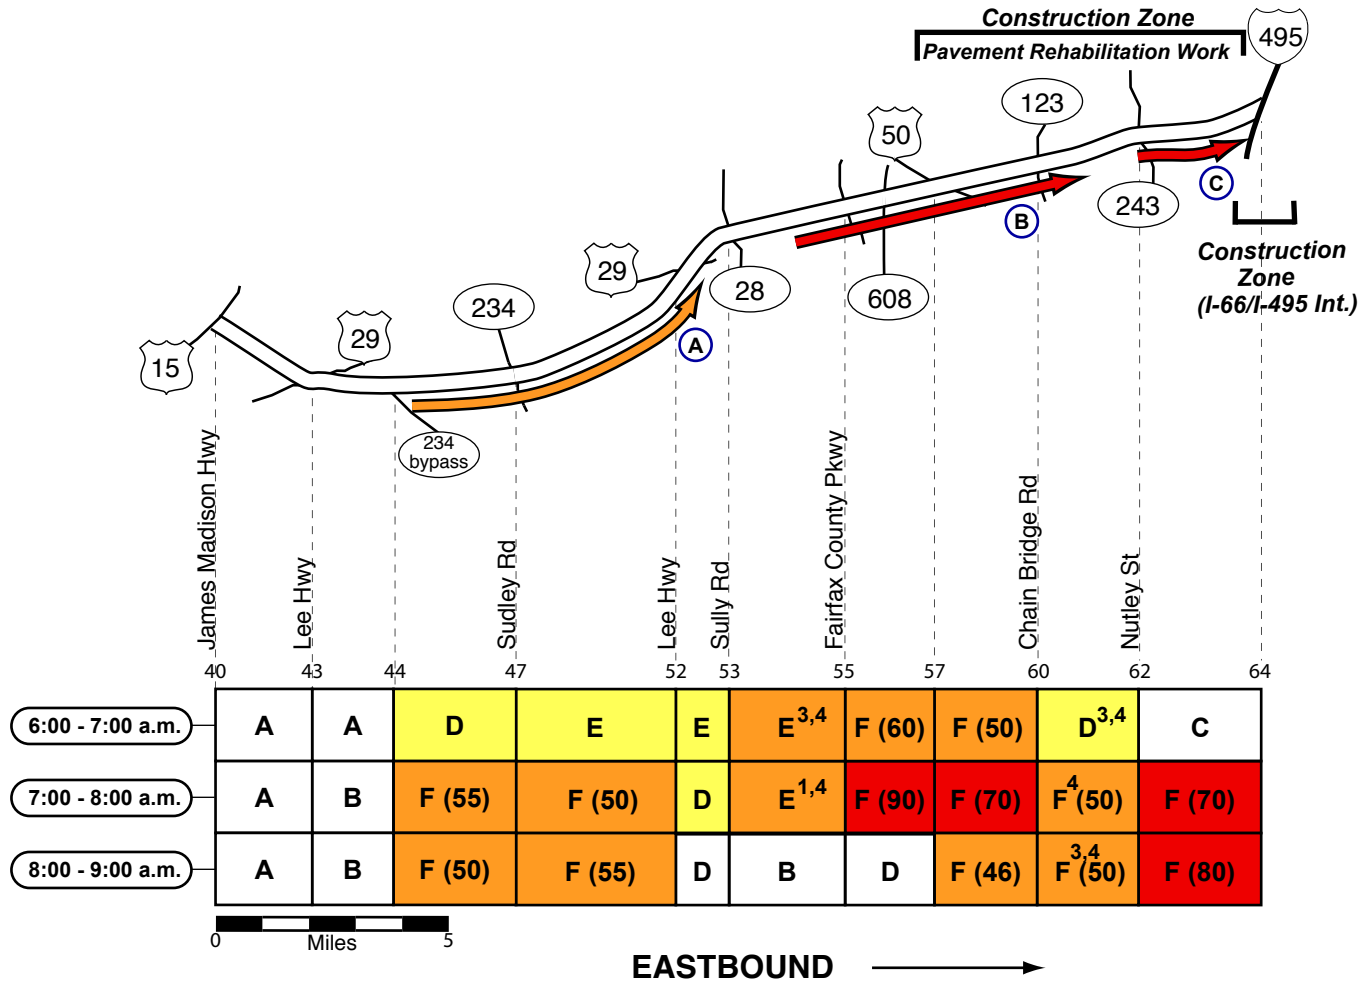 Construction Zone
Pavement Rehabilitation Work
495
123
50
243
C
B
Construction
Zone
(I-66/I-495 Int.)
29
28
608
234
A
29
15
234
bypass
James Madison Hwy
Lee Hwy
Sudley Rd
Lee Hwy
Sully Rd
Fairfax County Pkwy
Chain Bridge Rd
Nutley St
40 43 44 47 52 53 55 57 60 62 64
6:00 - 7:00 a.m. A A D E E E3,4 F (60) F (50) D3,4 C
7:00 - 8:00 a.m. A B F (55) F (50) D E1,4 F (90) F (70) F4(50) F (70)
8:00 - 9:00 a.m. A B F (50) F (55) D B D F (46) F3,4(50) F (80)
0 Miles 5
EASTBOUND